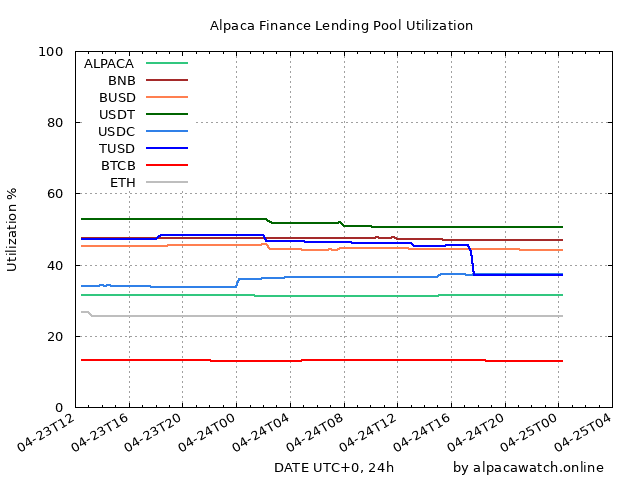 Alpaca Finance Lending Pool Utilization
100
80
60
40
20
0
Utilization %
ALPACA
BNB
BUSD
USDT
USDC
TUSD
BTCB
ETH
04-23T12
04-23T16
04-23T20
04-24T00
04-24T04
04-24T08
04-24T12
04-24T16
04-24T20
04-25T00
04-25T04
DATE UTC+0, 24h
by alpacawatch.online